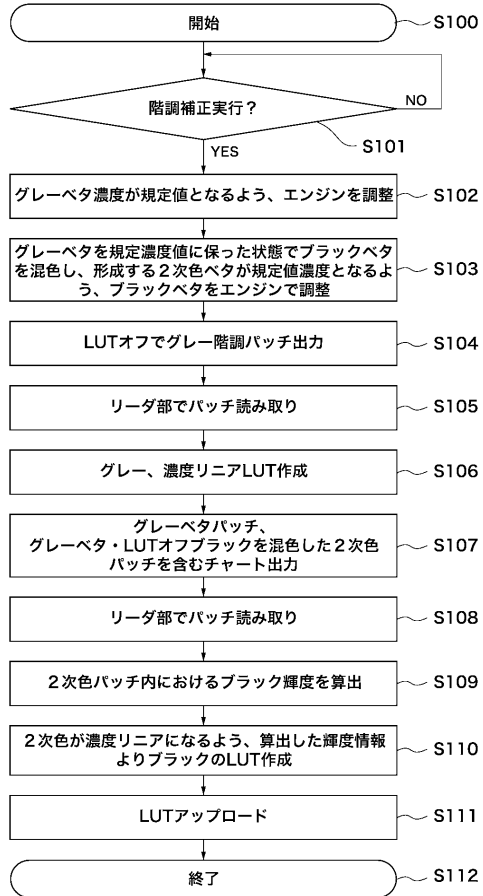 開始
S100
階調補正実行？
NO
YES
S101
グレーベタ濃度が規定値となるよう、エンジンを調整
S102
グレーベタを規定濃度値に保った状態でブラックベタ
を混色し、形成する２次色ベタが規定値濃度となるよ
う、ブラックベタをエンジンで調整
S103
LUTオフでグレー階調パッチ出力
S104
リーダ部でパッチ読み取り
S105
グレー、濃度リニアLUT作成
S106
グレーベタパッチ、
グレーベタ・LUTオフブラックを混色した２次色
パッチを含むチャート出力
S107
リーダ部でパッチ読み取り
S108
２次色パッチ内におけるブラック輝度を算出
S109
２次色が濃度リニアになるよう、算出した輝度情報
よりブラックのLUT作成
S110
LUTアップロード
S111
終了
S112